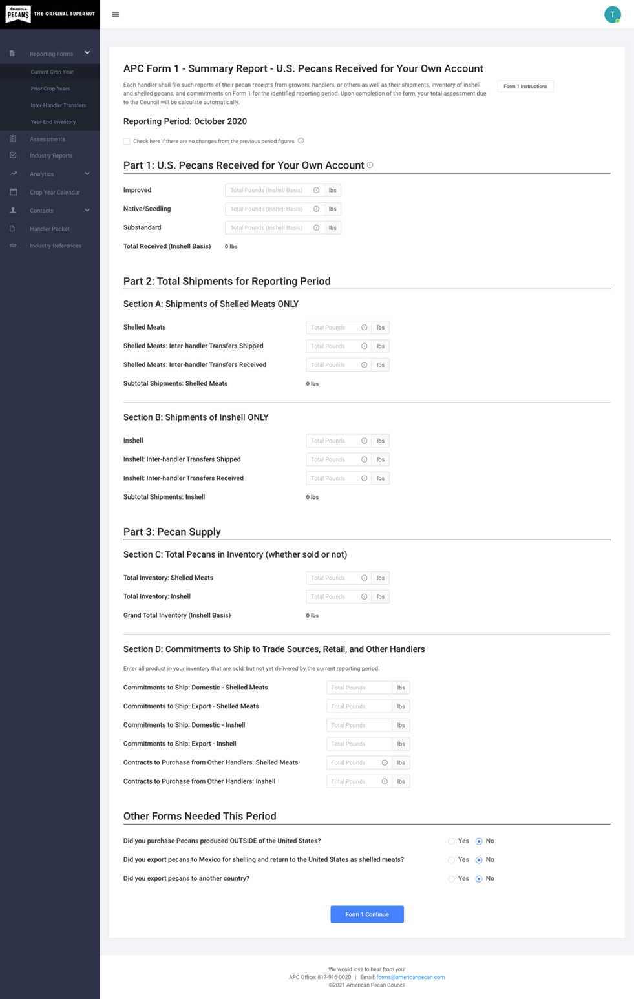 American
PECANS
THE ORIGINAL SUPERNUT
T
Reporting Forms
Current Crop Year
Prior Crop Years
Inter-Handler Transfers
Year-End Inventory
Assessments
Industry Reports
Analytics
Crop Year Calendar
Contacts
Handler Packet
Industry References
APC Form 1 - Summary Report - U.S. Pecans Received for Your Own Account
Each handler shall file such reports of their pecan receipts from growers, handlers, or others as well as their shipments, inventory of inshell
and shelled pecans, and commitments on Form 1 for the identified reporting period. Upon completion of the form, your total assessment due
to the Council will be calculate automatically.
Form 1 Instructions
Reporting Period: October 2020
Check here if there are no changes from the previous period figures
Part 1: U.S. Pecans Received for Your Own Account
Improved Total Pounds (Inshell Basis) lbs
Native/Seedling Total Pounds (Inshell Basis) lbs
Substandard Total Pounds (Inshell Basis) lbs
Total Received (Inshell Basis) 0 lbs
Part 2: Total Shipments for Reporting Period
Section A: Shipments of Shelled Meats ONLY
Shelled Meats Total Pounds lbs
Shelled Meats: Inter-handler Transfers Shipped Total Pounds lbs
Shelled Meats: Inter-handler Transfers Received Total Pounds lbs
Subtotal Shipments: Shelled Meats 0 lbs
Section B: Shipments of Inshell ONLY
Inshell Total Pounds lbs
Inshell: Inter-handler Transfers Shipped Total Pounds lbs
Inshell: Inter-handler Transfers Received Total Pounds lbs
Subtotal Shipments: Inshell 0 lbs
Part 3: Pecan Supply
Section C: Total Pecans in Inventory (whether sold or not)
Total Inventory: Shelled Meats Total Pounds lbs
Total Inventory: Inshell Total Pounds lbs
Grand Total Inventory (Inshell Basis) 0 lbs
Section D: Commitments to Ship to Trade Sources, Retail, and Other Handlers
Enter all product in your inventory that are sold, but not yet delivered by the current reporting period.
Commitments to Ship: Domestic - Shelled Meats Total Pounds lbs
Commitments to Ship: Export - Shelled Meats Total Pounds lbs
Commitments to Ship: Domestic - Inshell Total Pounds lbs
Commitments to Ship: Export - Inshell Total Pounds lbs
Contracts to Purchase from Other Handlers: Shelled Meats Total Pounds lbs
Contracts to Purchase from Other Handlers: Inshell Total Pounds lbs
Other Forms Needed This Period
Did you purchase Pecans produced OUTSIDE of the United States? Yes No
Did you export pecans to Mexico for shelling and return to the United States as shelled meats? Yes No
Did you export pecans to another country? Yes No
Form 1 Continue
We would love to hear from you!
APC Office: 817-916-0020 | Email: forms@americanpecan.com
©2021 American Pecan Council